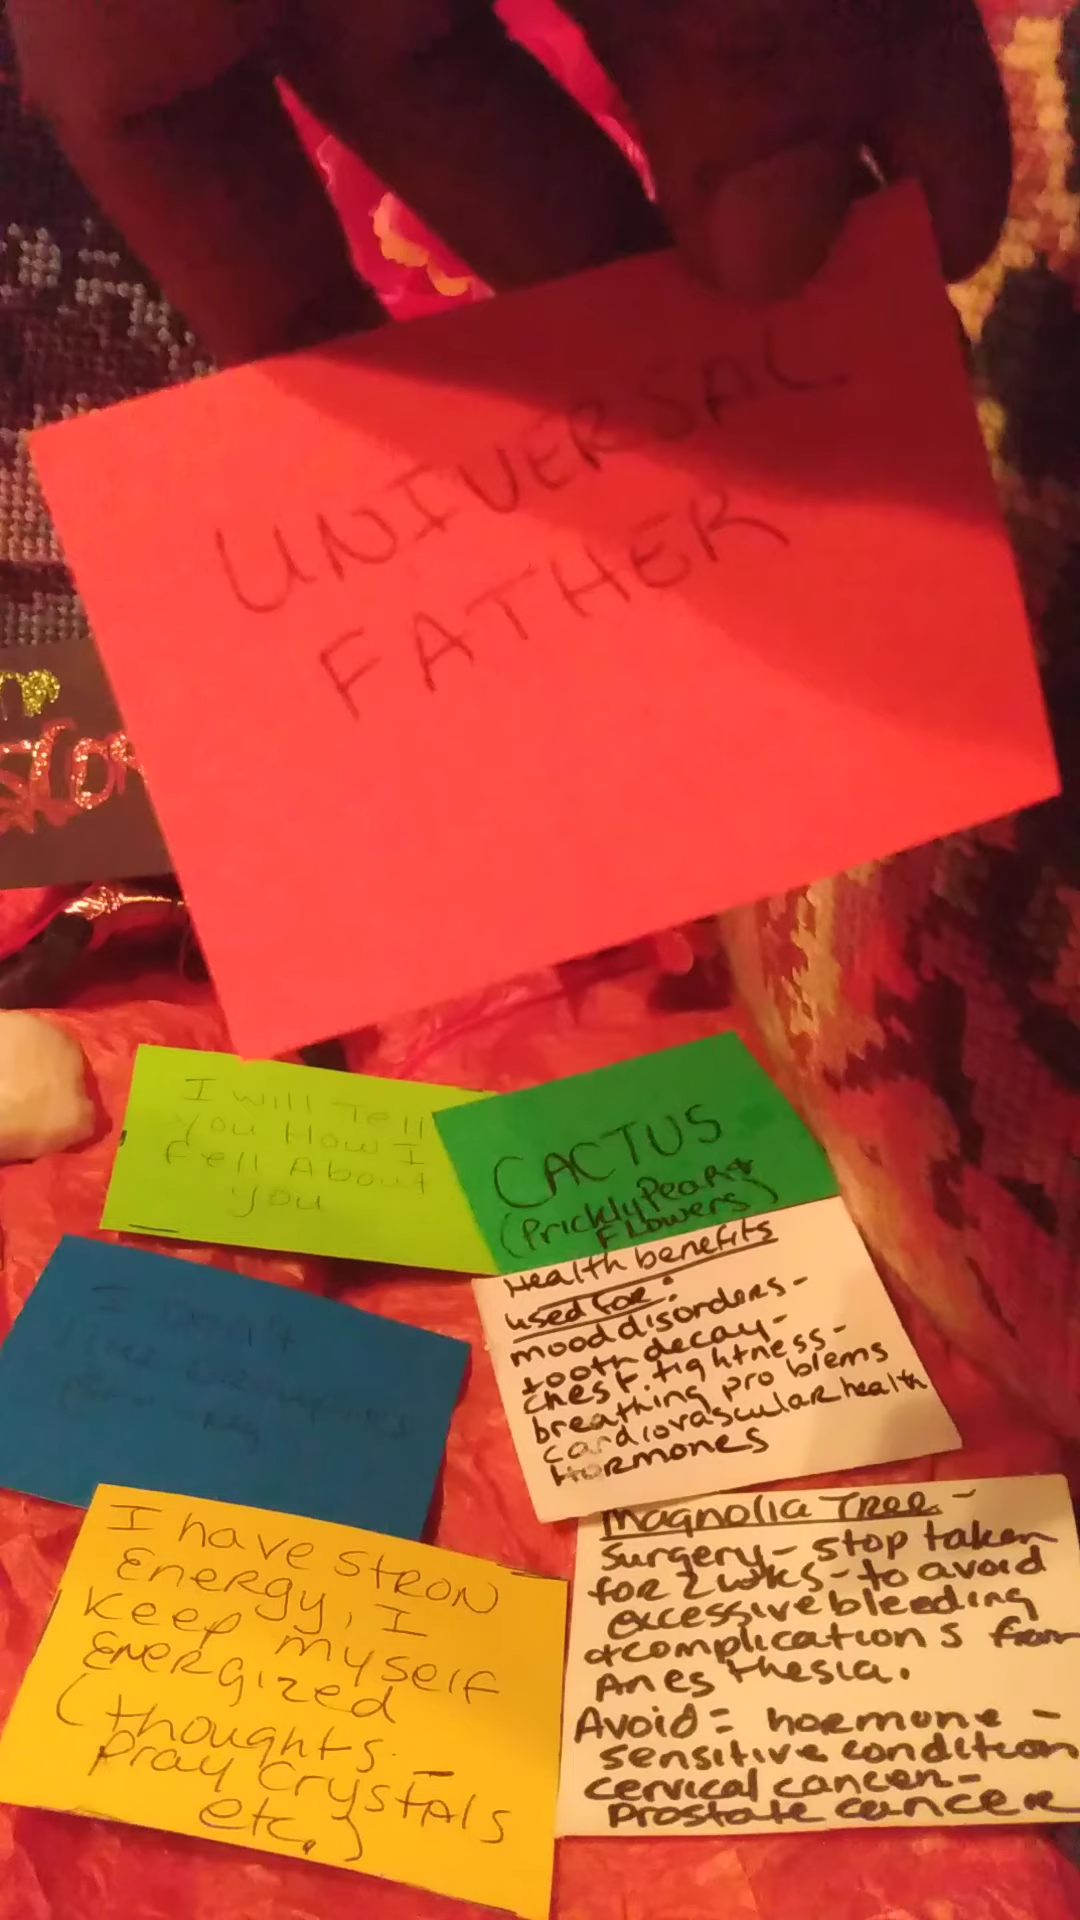 UNIVERSAL
FATHER
I will Tell
you How I
fell About
you
CACTUS
(Prickly Pear &
Flowers)
Health benefits
used for:
mood disorders-
tooth decay-
chest tightness-
breathing problems
cardiovascular health
Hormones
I Don't
I have STRON
Energy, I
Keep myself
Energized
(thoughts -
pray crystals
etc.)
Magnolia Tree -
Surgery - stop taken
for 2 wks - to avoid
excessive bleeding
& complications from
Anesthesia.
Avoid = hormone -
sensitive condition
cervical cancer -
Prostate cancer